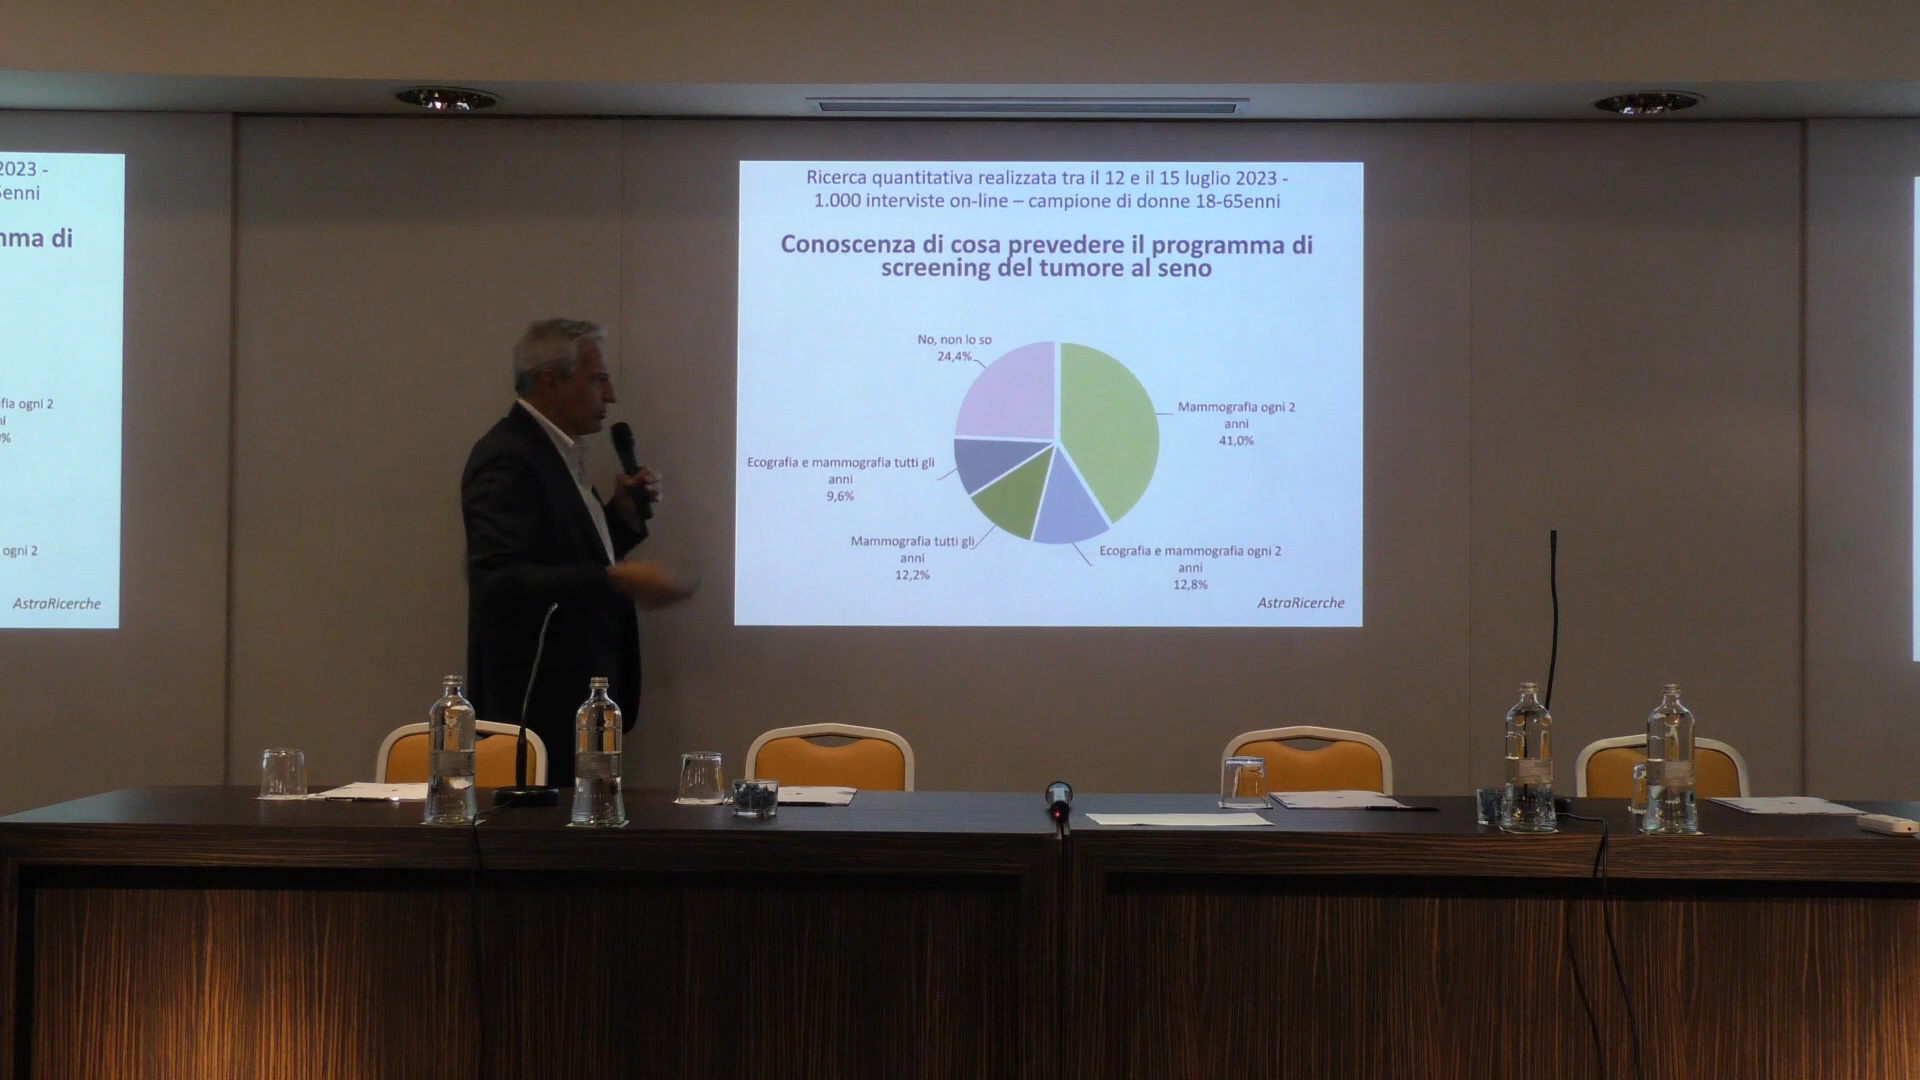 2023 -
5enni
nma di
fia ogni 2
ni
%
ogni 2
AstraRicerche
Ricerca quantitativa realizzata tra il 12 e il 15 luglio 2023 -
1.000 interviste on-line – campione di donne 18-65enni
Conoscenza di cosa prevedere il programma di
screening del tumore al seno
No, non lo so
24,4%
Mammografia ogni 2
anni
41,0%
Ecografia e mammografia tutti gli
anni
9,6%
Mammografia tutti gli
anni
12,2%
Ecografia e mammografia ogni 2
anni
12,8%
AstraRicerche